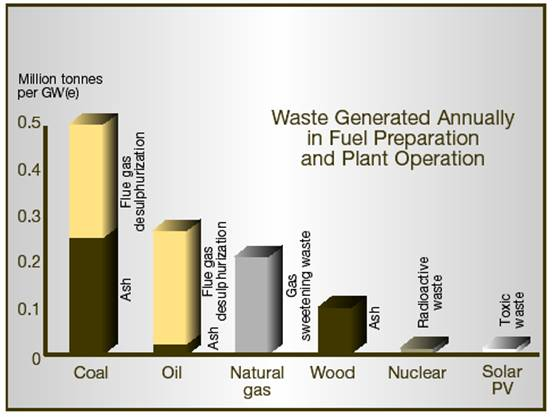 Million tonnes
per GW(e)
Waste Generated Annually
in Fuel Preparation
and Plant Operation
0.5
0.4
0.3
0.2
0.1
0
Flue gas
desulphurization
Ash
Flue gas
desulphurization
Ash
Gas
sweetening waste
Ash
Radioactive
waste
Toxic
waste
Coal
Oil
Natural
gas
Wood
Nuclear
Solar
PV